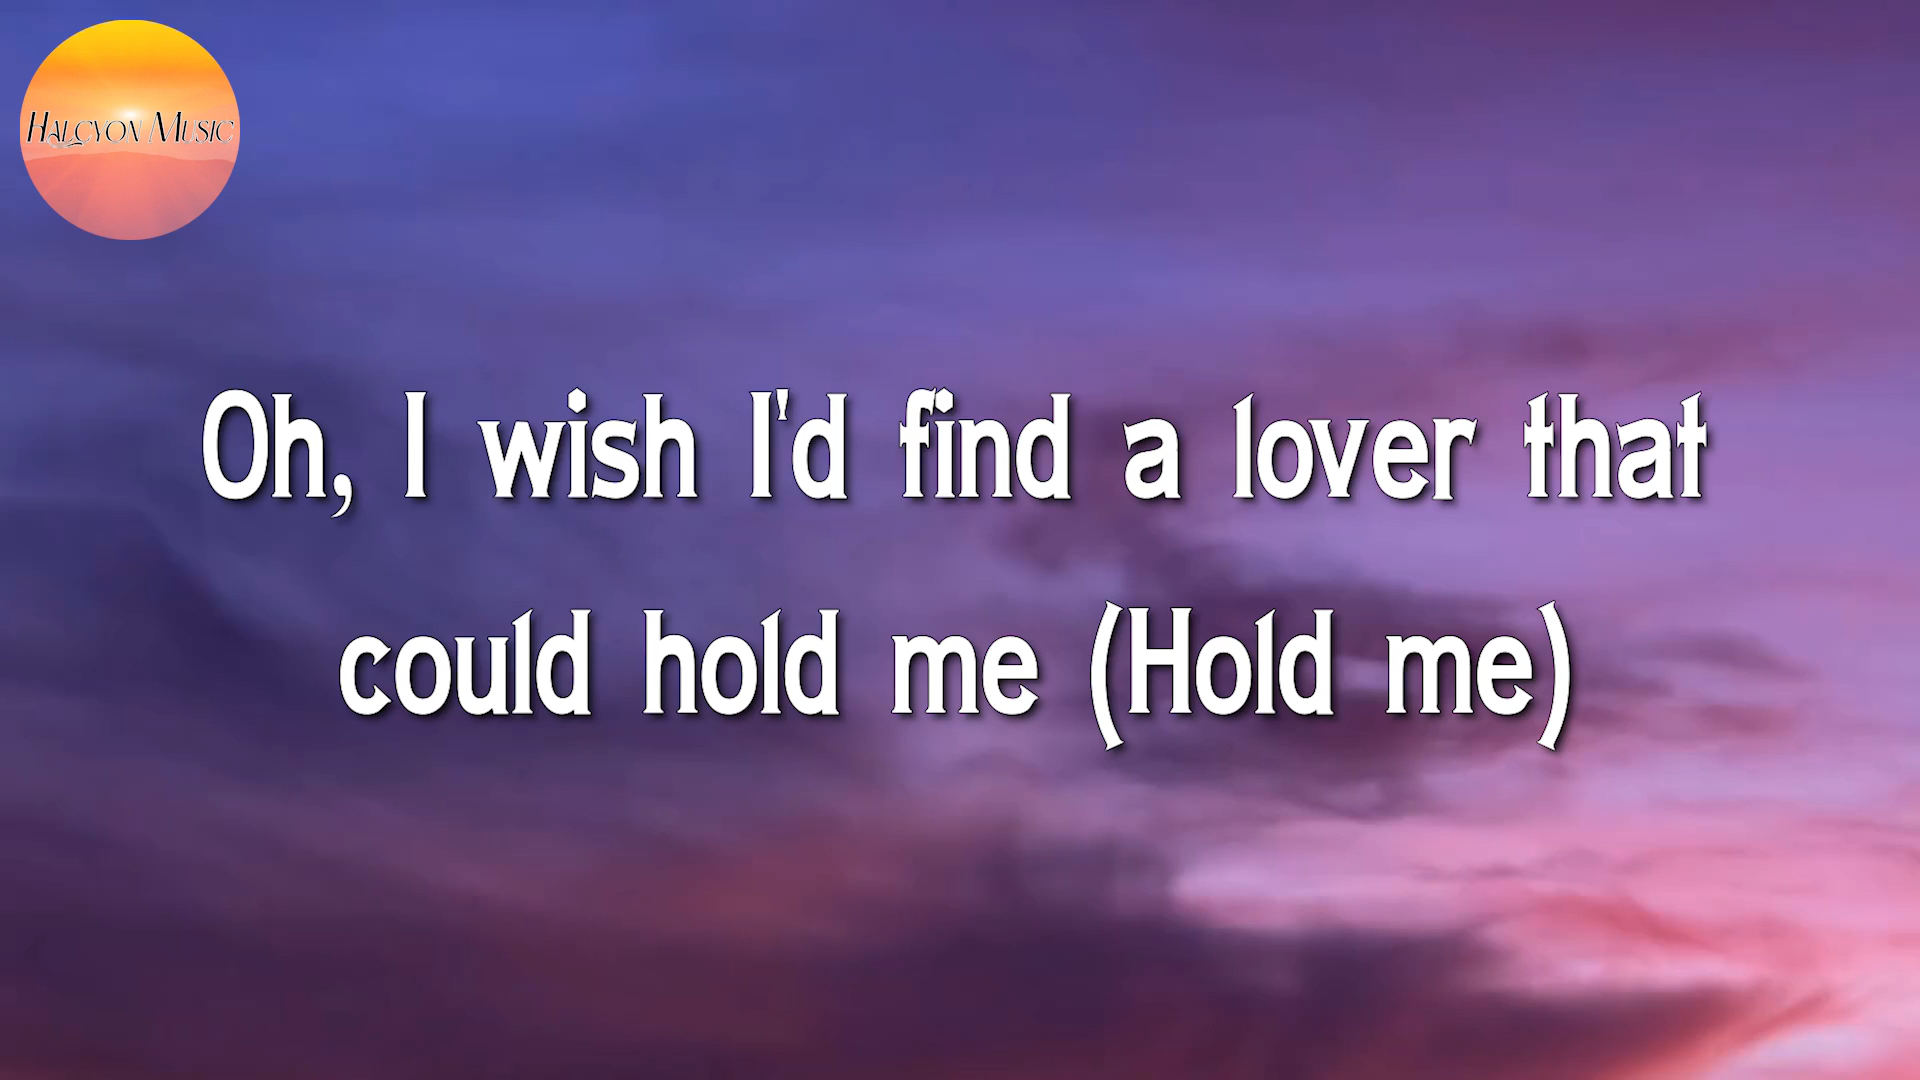 Halcyon Music
Oh, I wish I'd find a lover that
could hold me (Hold me)